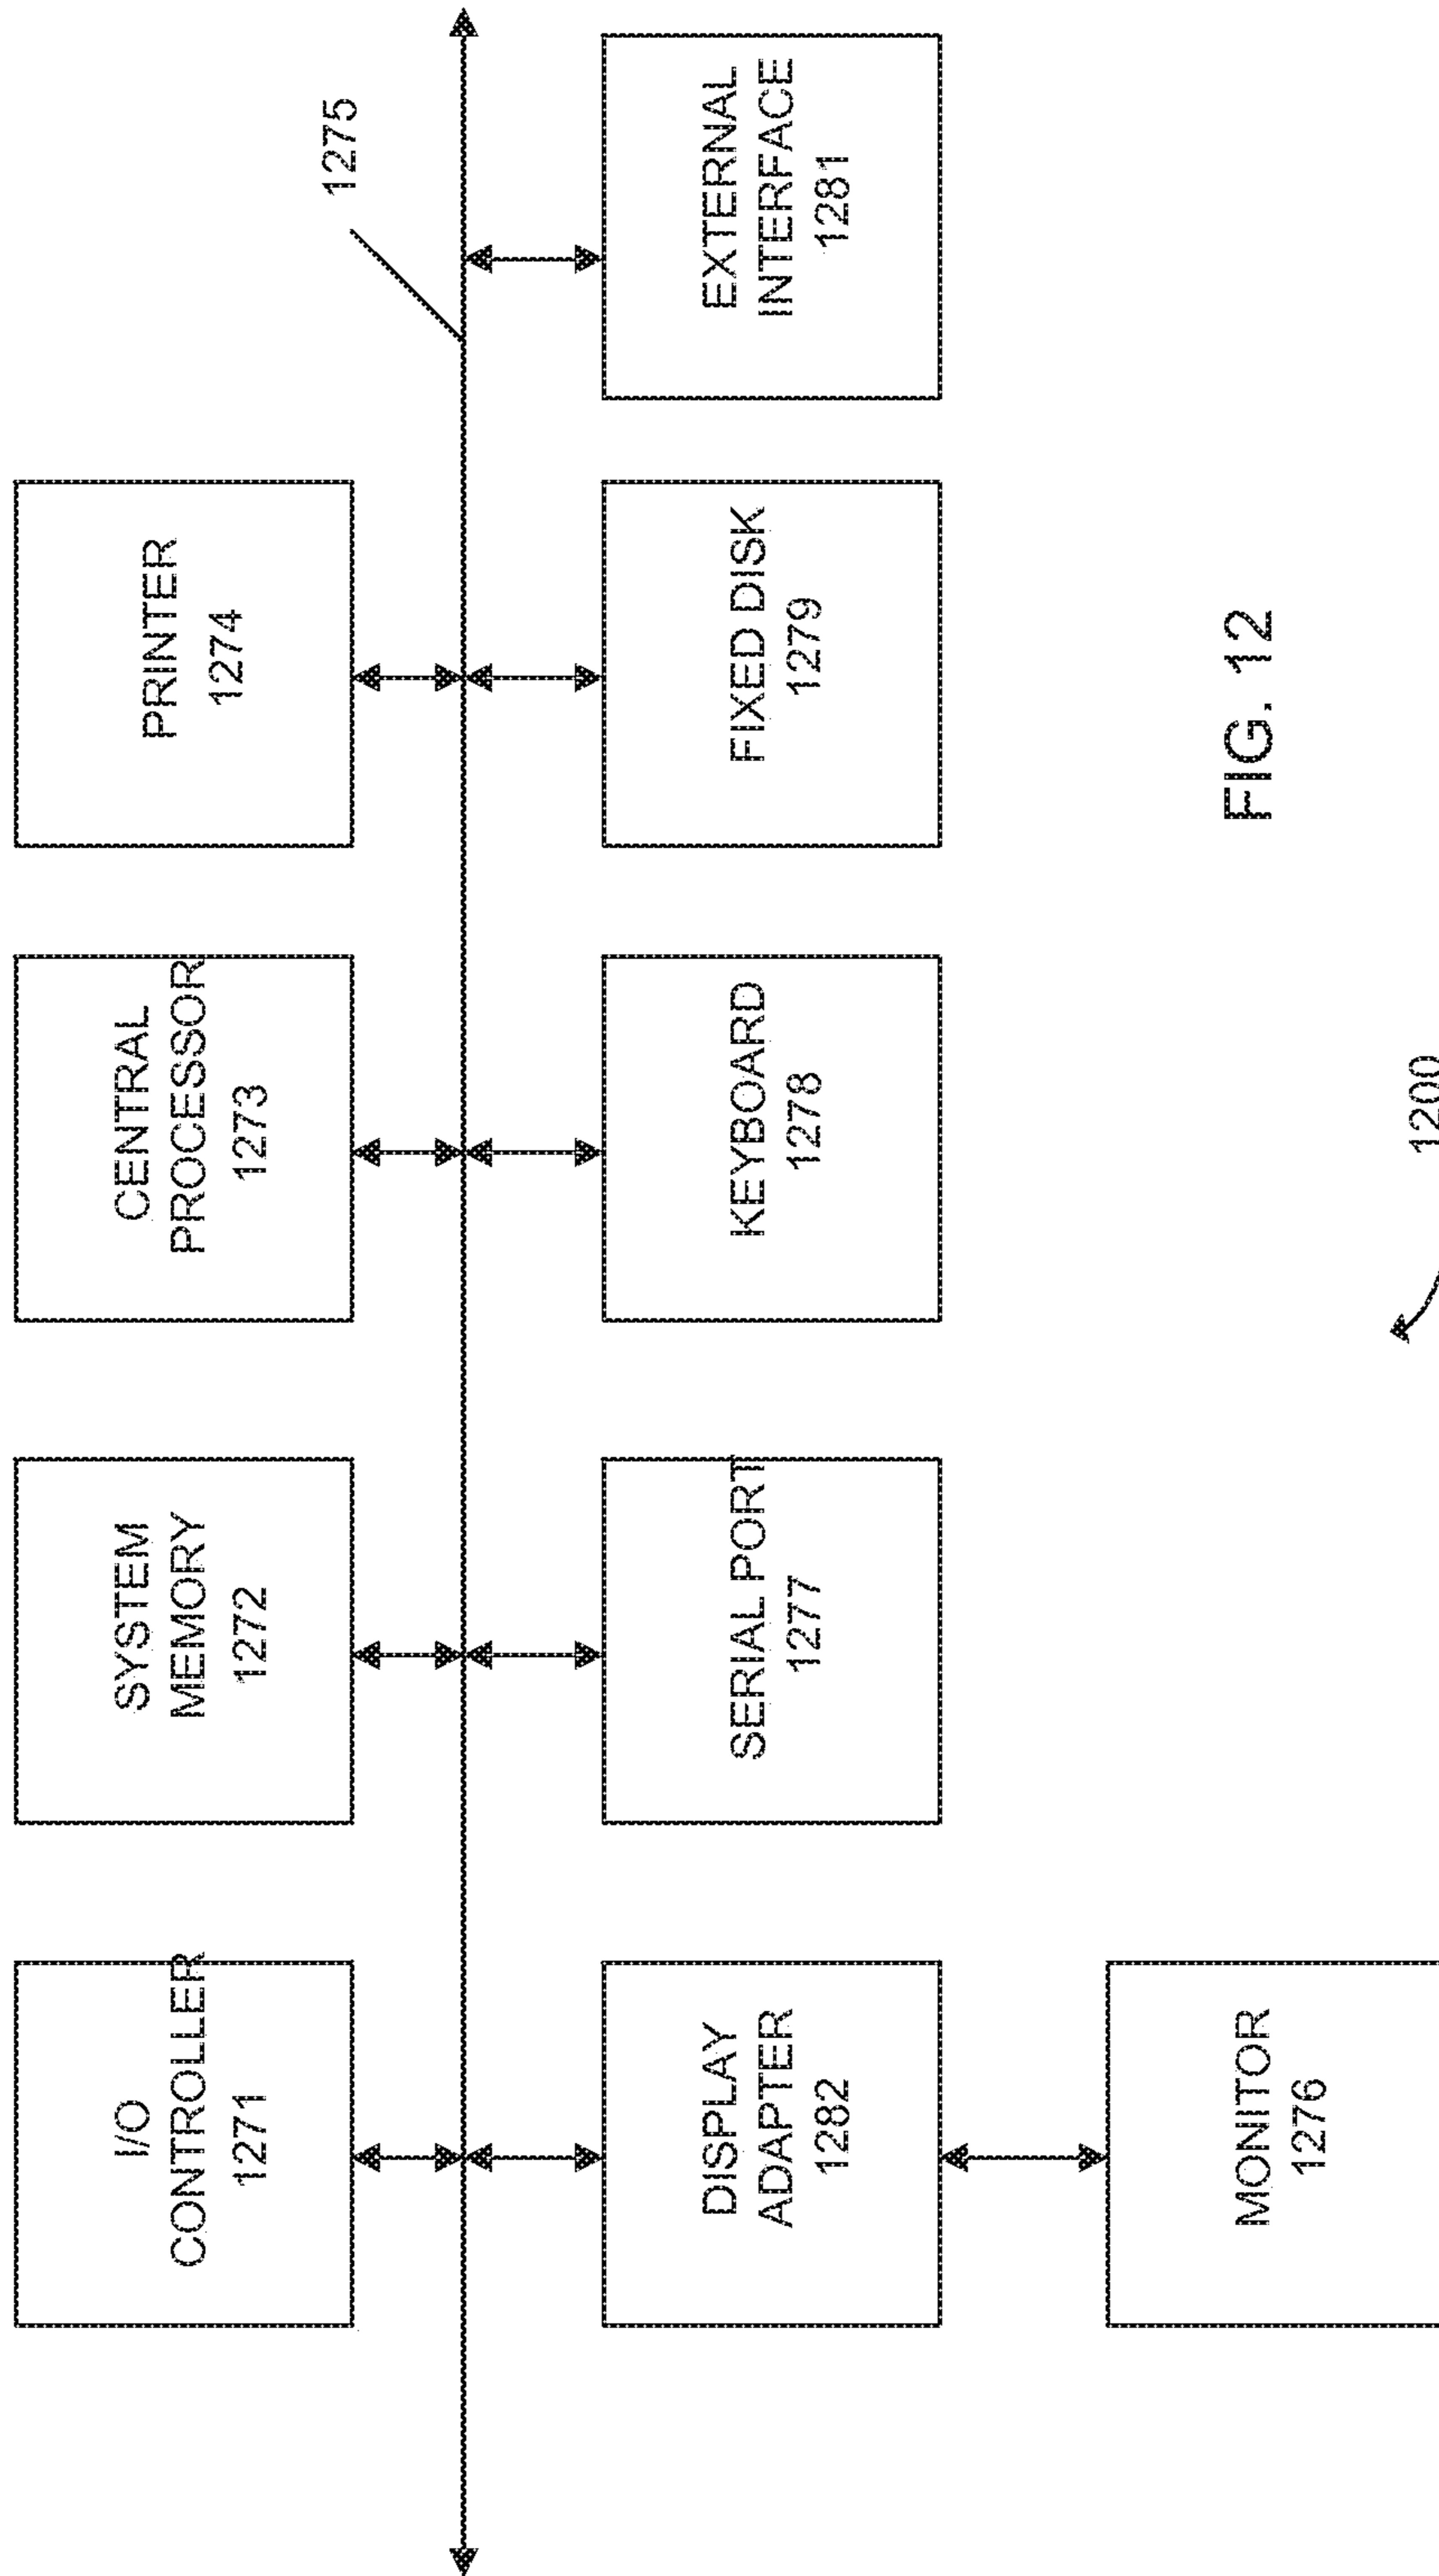 I/O
CONTROLLER
1271
SYSTEM
MEMORY
1272
CENTRAL
PROCESSOR
1273
PRINTER
1274
1275
DISPLAY
ADAPTER
1282
SERIAL PORT
1277
KEYBOARD
1278
FIXED DISK
1279
EXTERNAL
INTERFACE
1281
MONITOR
1276
FIG. 12
1200